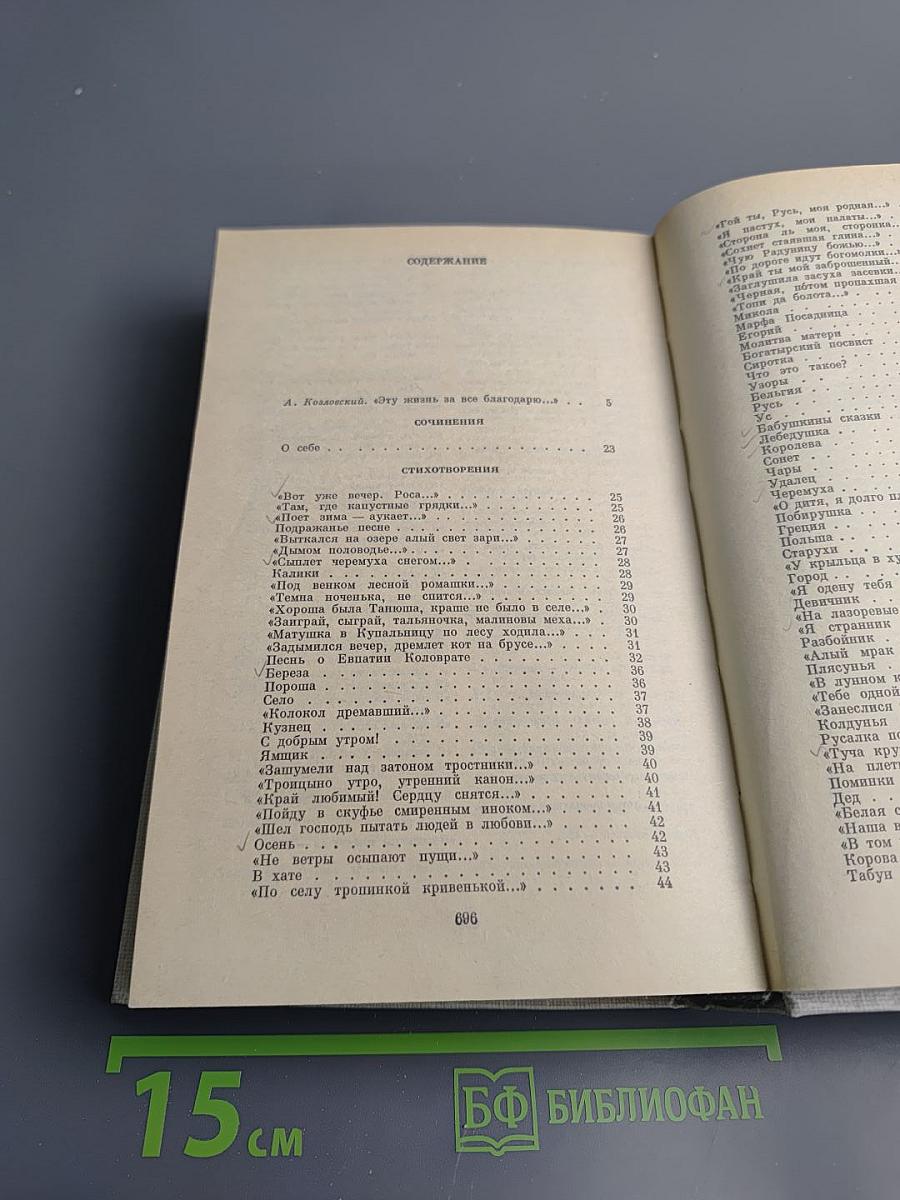 СОДЕРЖАНИЕ
А. Козловский. «Эту жизнь за все благодарю...» . . 5
СОЧИНЕНИЯ
О себе . . . . . . . . . . . . . . . . . . . . 23
СТИХОТВОРЕНИЯ
«Вот уже вечер. Роса...» . . . . . . . . . . . 25
«Там, где капустные грядки...» . . . . . . . . 25
«Поет зима — аукает...» . . . . . . . . . . . 26
Подражанье песне . . . . . . . . . . . . . . 26
«Выткался на озере алый свет зари...» . . . . . 27
«Дымом половодье...» . . . . . . . . . . . . . 27
«Сыплет черемуха снегом...» . . . . . . . . . 28
Калики . . . . . . . . . . . . . . . . . . . 28
«Под венком лесной ромашки...» . . . . . . . . 29
«Темна ноченька, не спится...» . . . . . . . . 29
«Хороша была Танюша, краше не было в селе...» . 30
«Заиграй, сыграй, тальяночка, малиновы меха...» . 30
«Матушка в Купальницу по лесу ходила...» . . . 31
«Задымился вечер, дремлет кот на брусе...» . . . 31
Песнь о Евпатии Коловрате . . . . . . . . . . 32
Береза . . . . . . . . . . . . . . . . . . . 36
Пороша . . . . . . . . . . . . . . . . . . . 36
Село . . . . . . . . . . . . . . . . . . . . 37
«Колокол дремавший...» . . . . . . . . . . . . 37
Кузнец . . . . . . . . . . . . . . . . . . . 38
С добрым утром! . . . . . . . . . . . . . . . 39
Ямщик . . . . . . . . . . . . . . . . . . . . 39
«Зашумели над затоном тростники...» . . . . . . 40
«Троицыно утро, утренний канон...» . . . . . . 40
«Край любимый! Сердцу снятся...» . . . . . . . 41
«Пойду в скуфье смиренным иноком...» . . . . . 41
«Шел господь пытать людей в любови...» . . . . . 42
Осень . . . . . . . . . . . . . . . . . . . . 42
«Не ветры осыпают пущи...» . . . . . . . . . . 43
В хате . . . . . . . . . . . . . . . . . . . 43
«По селу тропинкой кривенькой...» . . . . . . . 44
696
«Гой ты, Русь, моя родная...»
«Я пастух, мои палаты...»
«Сторона ль моя, сторонка...
«Сохнет стаявшая глина...»
«Чую Радуницу божью...»
«По дороге идут богомолки...»
«Край ты мой заброшенный...
«Заглушила засуха засевки...
«Черная, потом пропахшая
«Топи да болота...»
Микола
Марфа Посадница
Егорий
Молитва матери
Богатырский посвист
Сиротка
Что это такое?
Узоры
Бельгия
Русь
Ус
Бабушкины сказки
Лебедушка
Королева
Сонет
Чары
Удалец
Черемуха
«О дитя, я долго пл
Побирушка
Греция
Польша
Старухи
«У крыльца в ху
Город
«Я одену тебя
Девичник
«На лазоревые
«Я странник
Разбойник
«Алый мрак
Плясунья
«В лунном к
«Тебе одной
«Занеслися
Колдунья
Русалка по
«Туча кру
«На плет
Поминки
Дед
«Белая с
«Наша в
«В том
Корова
Табун
15 см
БФ БИБЛИОФАН